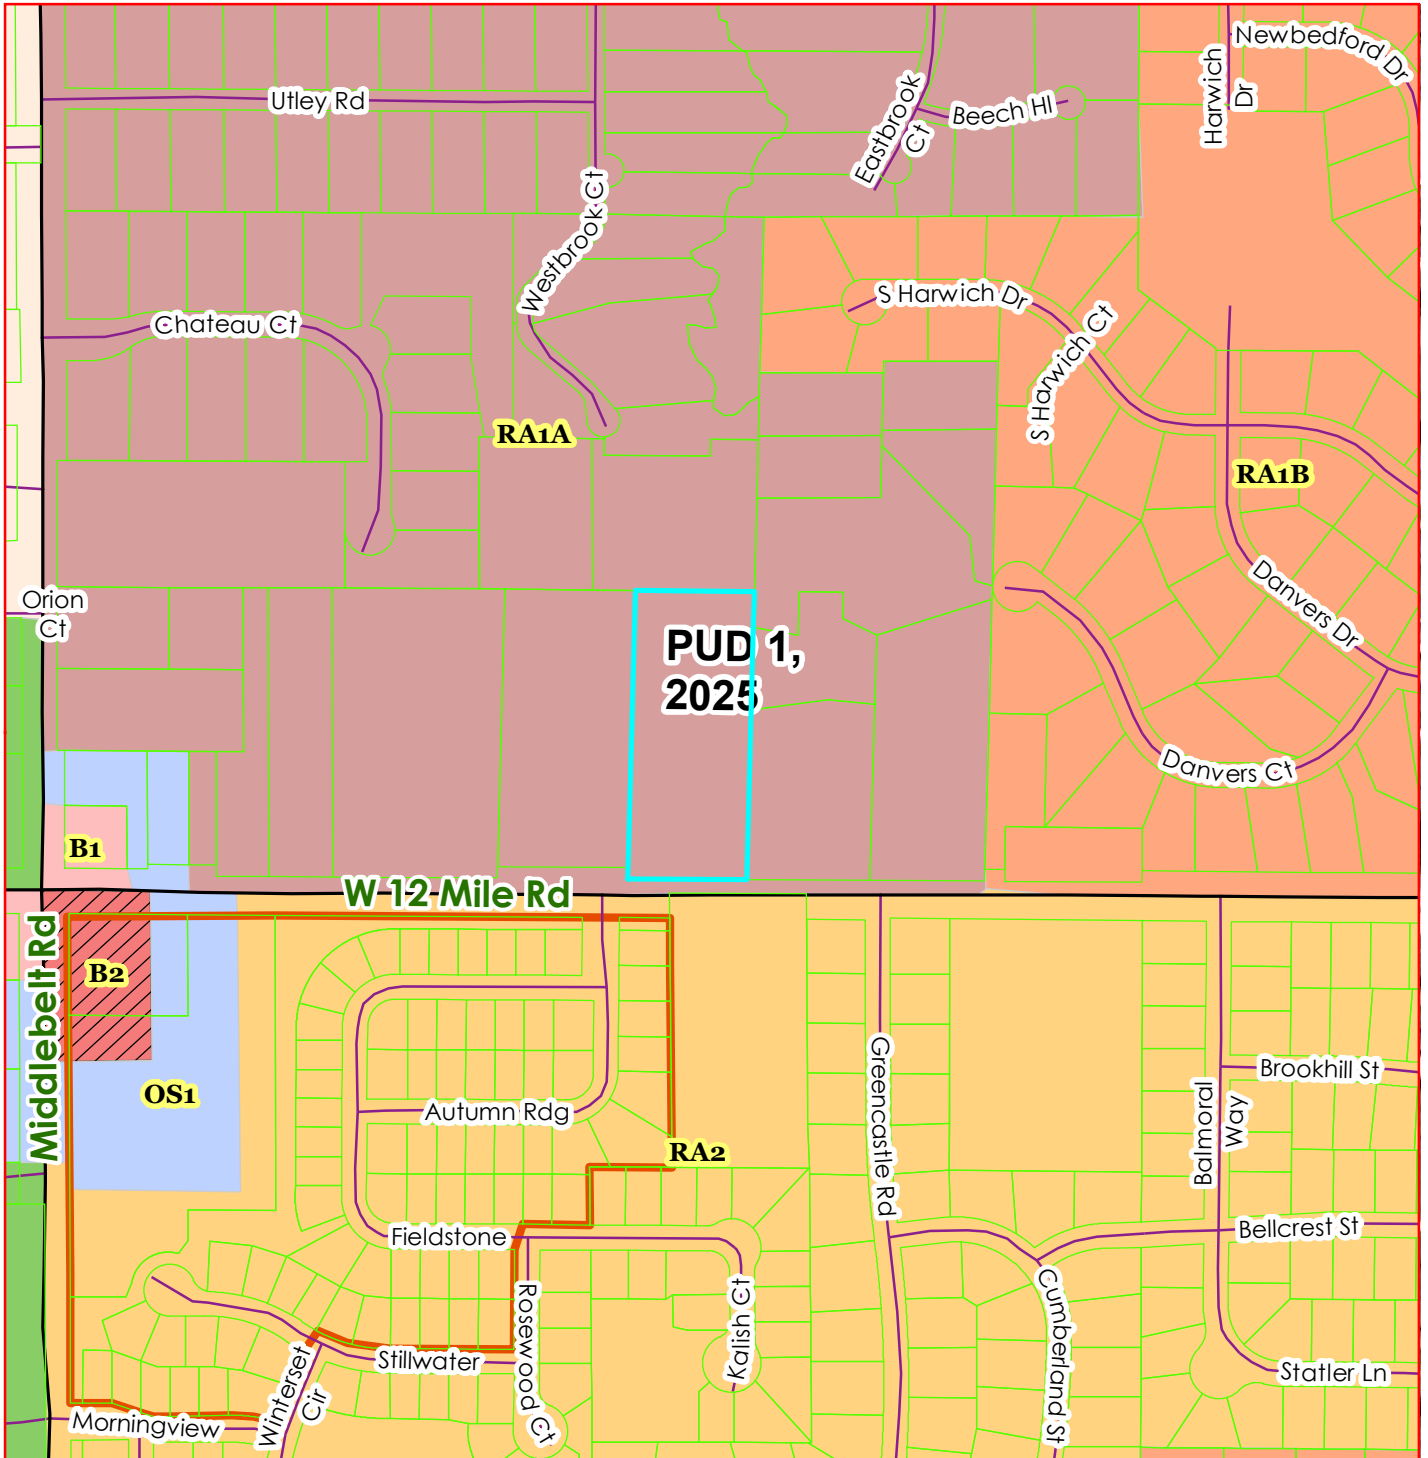 Newbedford Dr
Harwich
Dr
Utley Rd
Eastbrook
Ct
Beech Hl
Westbrook Ct
S Harwich Dr
Chateau Ct
S Harwich Ct
RA1A
RA1B
Danvers Dr
Orion
Ct
PUD 1,
2025
Danvers Ct
B1
W 12 Mile Rd
Middlebelt Rd
B2
OS1
Greencastle Rd
Brookhill St
Balmoral
Way
Autumn Rdg
RA2
Fieldstone
Bellcrest St
Rosewood Ct
Kalish Ct
Cumberland St
Stillwater
Statler Ln
Winterset
Cir
Morningview